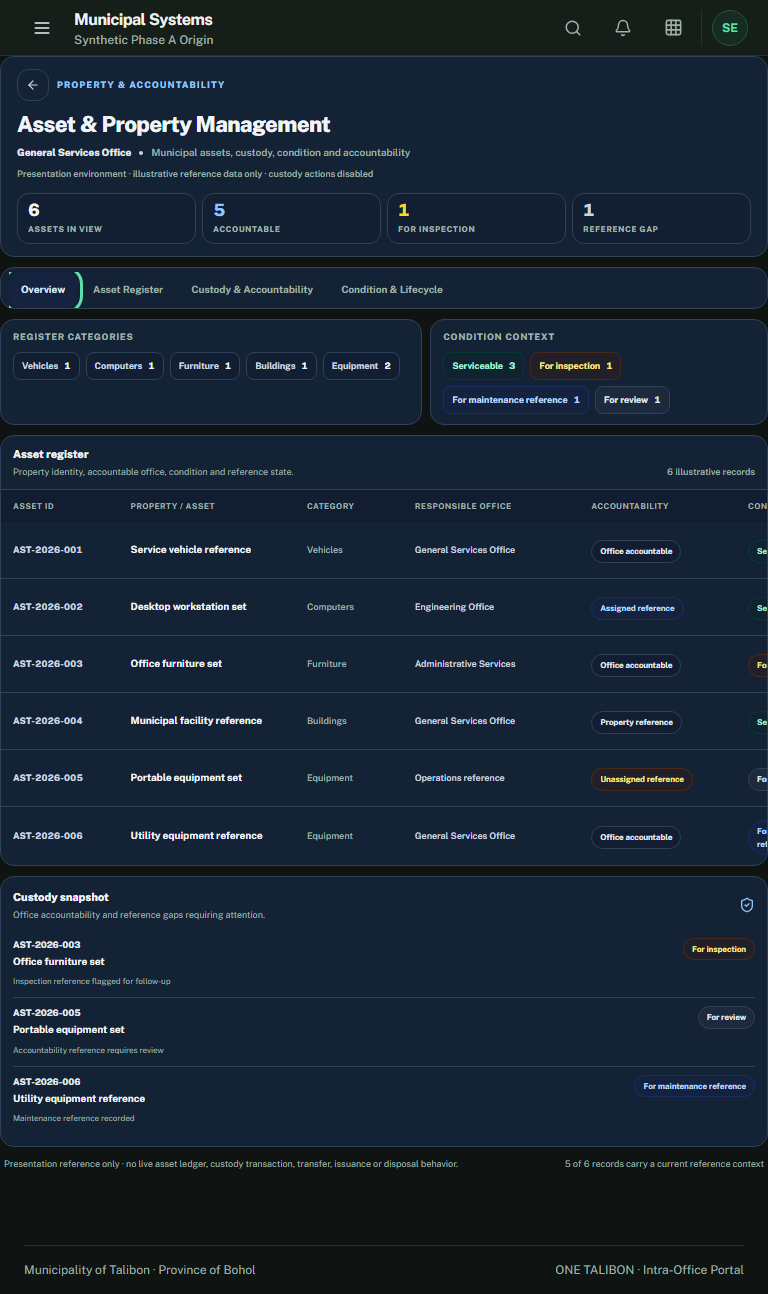 Municipal Systems
Synthetic Phase A Origin
SE
PROPERTY & ACCOUNTABILITY
Asset & Property Management
General Services Office • Municipal assets, custody, condition and accountability
Presentation environment · illustrative reference data only · custody actions disabled
6
ASSETS IN VIEW
5
ACCOUNTABLE
1
FOR INSPECTION
1
REFERENCE GAP
Overview Asset Register Custody & Accountability Condition & Lifecycle
REGISTER CATEGORIES
Vehicles 1 Computers 1 Furniture 1 Buildings 1 Equipment 2
CONDITION CONTEXT
Serviceable 3 For inspection 1
For maintenance reference 1 For review 1
Asset register
Property identity, accountable office, condition and reference state. 6 illustrative records
ASSET ID PROPERTY / ASSET CATEGORY RESPONSIBLE OFFICE ACCOUNTABILITY CON
AST-2026-001 Service vehicle reference Vehicles General Services Office Office accountable Se
AST-2026-002 Desktop workstation set Computers Engineering Office Assigned reference Se
AST-2026-003 Office furniture set Furniture Administrative Services Office accountable Fo
AST-2026-004 Municipal facility reference Buildings General Services Office Property reference Se
AST-2026-005 Portable equipment set Equipment Operations reference Unassigned reference Fo
AST-2026-006 Utility equipment reference Equipment General Services Office Office accountable Fo
ref
Custody snapshot
Office accountability and reference gaps requiring attention.
AST-2026-003
Office furniture set
Inspection reference flagged for follow-up
For inspection
AST-2026-005
Portable equipment set
Accountability reference requires review
For review
AST-2026-006
Utility equipment reference
Maintenance reference recorded
For maintenance reference
Presentation reference only · no live asset ledger, custody transaction, transfer, issuance or disposal behavior. 5 of 6 records carry a current reference context
Municipality of Talibon · Province of Bohol ONE TALIBON · Intra-Office Portal